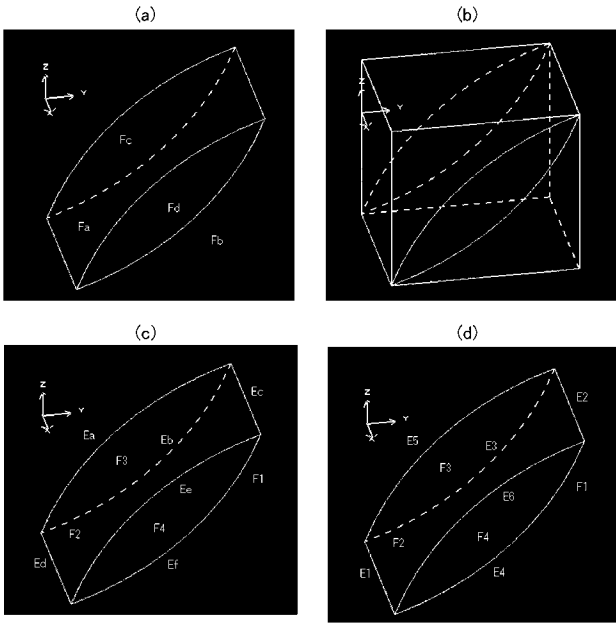 (a)
(b)
Z
Y
X
Fc
Fa
Fd
Fb
Z
Y
X
(c)
(d)
Z
Y
X
Ea
Eb
Ec
F3
F1
Ee
F2
F4
Ed
Ef
Z
Y
X
E5
E3
E2
F3
F1
E6
F2
F4
E1
E4